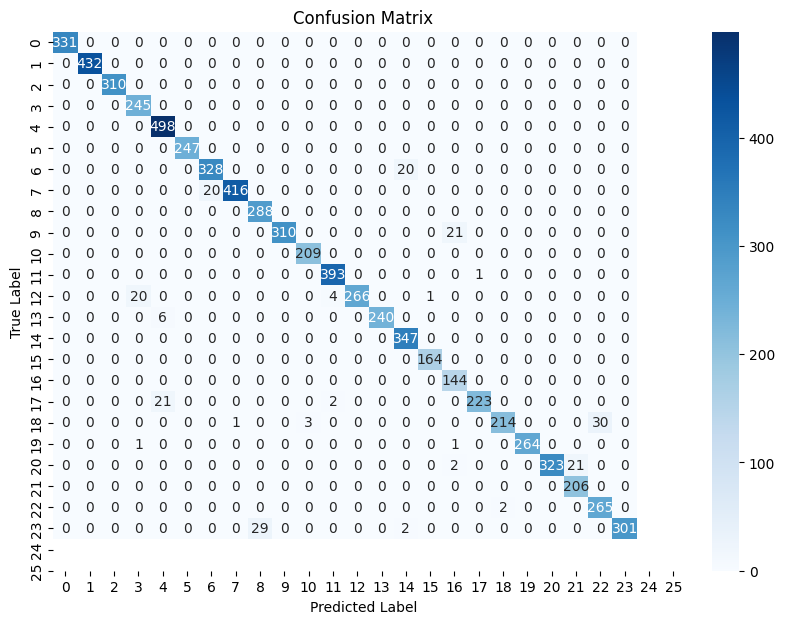 Confusion Matrix
0 331 0 0 0 0 0 0 0 0 0 0 0 0 0 0 0 0 0 0 0 0 0 0 0
1 0 432 0 0 0 0 0 0 0 0 0 0 0 0 0 0 0 0 0 0 0 0 0 0
2 0 0 310 0 0 0 0 0 0 0 0 0 0 0 0 0 0 0 0 0 0 0 0 0
3 0 0 0 245 0 0 0 0 0 0 0 0 0 0 0 0 0 0 0 0 0 0 0 0
4 0 0 0 0 498 0 0 0 0 0 0 0 0 0 0 0 0 0 0 0 0 0 0 0
5 0 0 0 0 0 247 0 0 0 0 0 0 0 0 0 0 0 0 0 0 0 0 0 0
6 0 0 0 0 0 0 328 0 0 0 0 0 0 0 20 0 0 0 0 0 0 0 0 0
7 0 0 0 0 0 0 20 416 0 0 0 0 0 0 0 0 0 0 0 0 0 0 0 0
8 0 0 0 0 0 0 0 0 288 0 0 0 0 0 0 0 0 0 0 0 0 0 0 0
9 0 0 0 0 0 0 0 0 0 310 0 0 0 0 0 0 21 0 0 0 0 0 0 0
10 0 0 0 0 0 0 0 0 0 0 209 0 0 0 0 0 0 0 0 0 0 0 0 0
11 0 0 0 0 0 0 0 0 0 0 0 393 0 0 0 0 0 1 0 0 0 0 0 0
12 0 0 0 20 0 0 0 0 0 0 0 4 266 0 0 1 0 0 0 0 0 0 0 0
13 0 0 0 0 6 0 0 0 0 0 0 0 0 240 0 0 0 0 0 0 0 0 0 0
14 0 0 0 0 0 0 0 0 0 0 0 0 0 0 347 0 0 0 0 0 0 0 0 0
15 0 0 0 0 0 0 0 0 0 0 0 0 0 0 0 164 0 0 0 0 0 0 0 0
16 0 0 0 0 0 0 0 0 0 0 0 0 0 0 0 0 144 0 0 0 0 0 0 0
17 0 0 0 0 21 0 0 0 0 0 0 2 0 0 0 0 0 223 0 0 0 0 0 0
18 0 0 0 0 0 0 0 1 0 0 3 0 0 0 0 0 0 0 214 0 0 0 30 0
19 0 0 0 1 0 0 0 0 0 0 0 0 0 0 0 0 1 0 0 264 0 0 0 0
20 0 0 0 0 0 0 0 0 0 0 0 0 0 0 0 0 2 0 0 0 323 21 0 0
21 0 0 0 0 0 0 0 0 0 0 0 0 0 0 0 0 0 0 0 0 0 206 0 0
22 0 0 0 0 0 0 0 0 0 0 0 0 0 0 0 0 0 0 2 0 0 0 265 0
23 0 0 0 0 0 0 0 0 29 0 0 0 0 0 2 0 0 0 0 0 0 0 0 301
24
25
0 1 2 3 4 5 6 7 8 9 10 11 12 13 14 15 16 17 18 19 20 21 22 23 24 25
Predicted Label
True Label
400
300
200
100
0